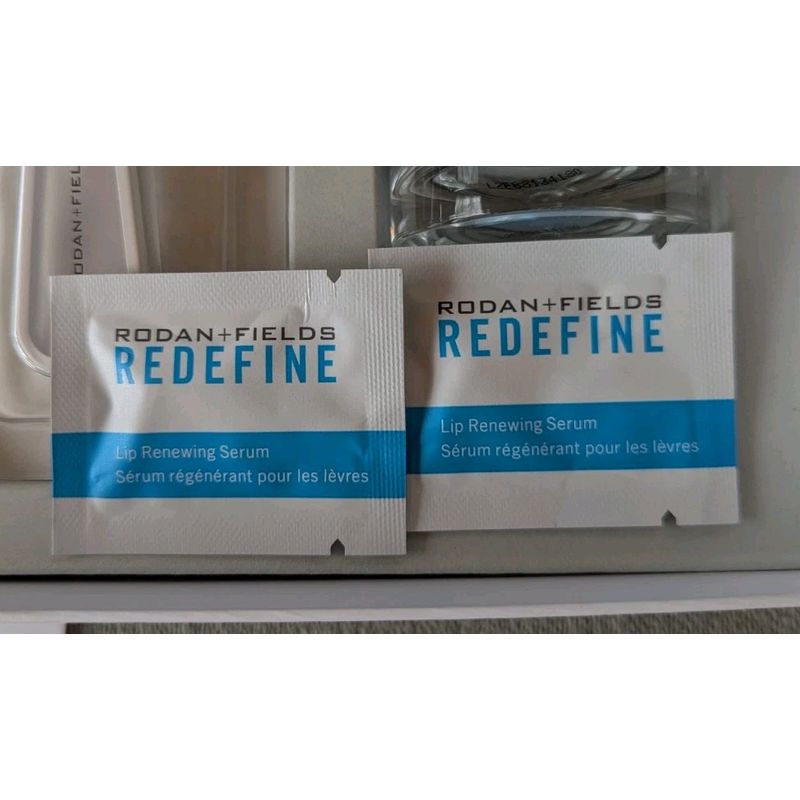 RODAN+FIEL
RODAN+FIELDS
REDEFINE
Lip Renewing Serum
Sérum régénérant pour les lèvres
RODAN+FIELDS
REDEFINE
Lip Renewing Serum
Sérum régénérant pour les lèvres